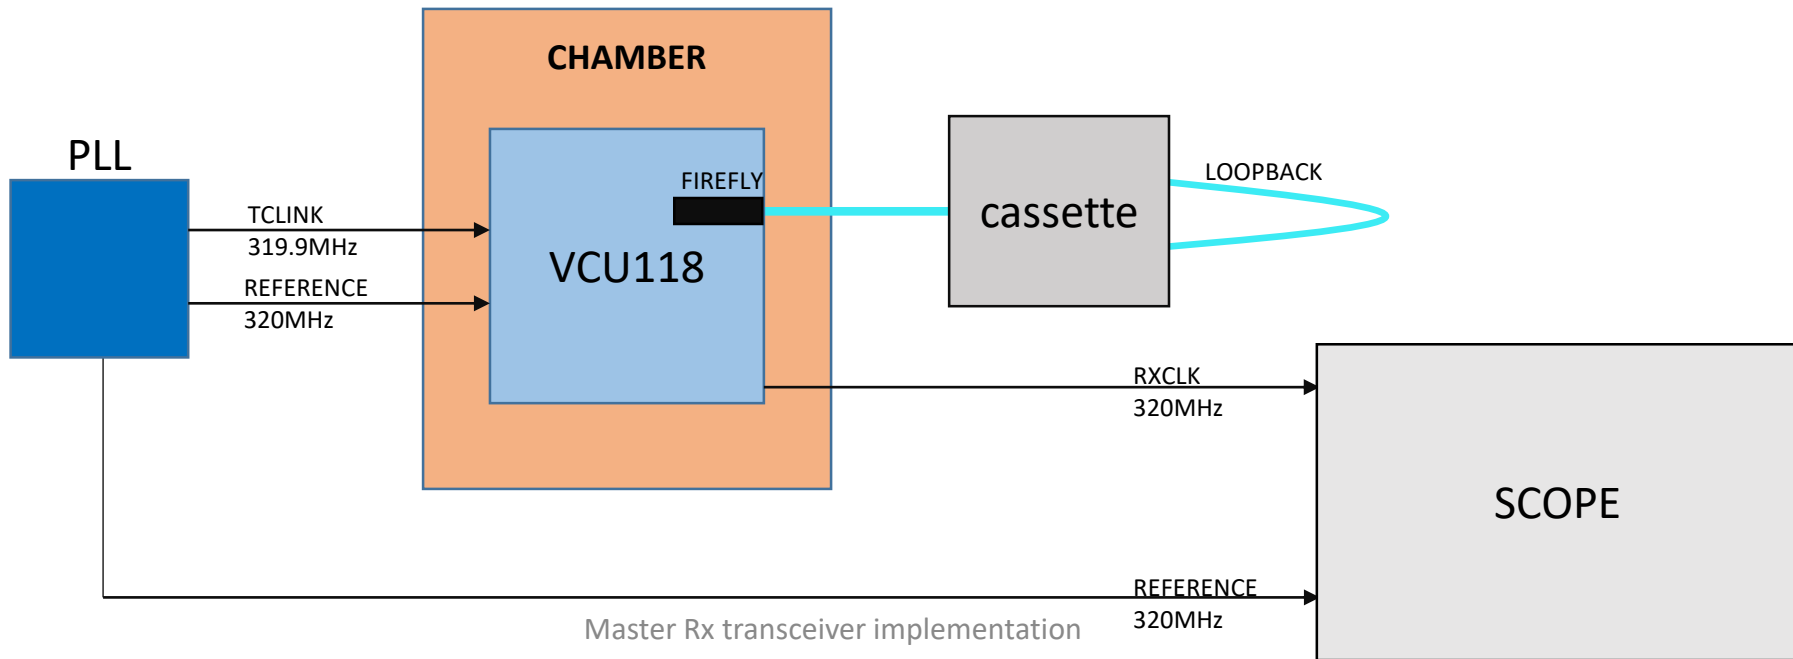 CHAMBER
PLL
FIREFLY
LOOPBACK
TCLINK
319.9MHz
cassette
VCU118
REFERENCE
320MHz
RXCLK
320MHz
SCOPE
REFERENCE
320MHz
Master Rx transceiver implementation